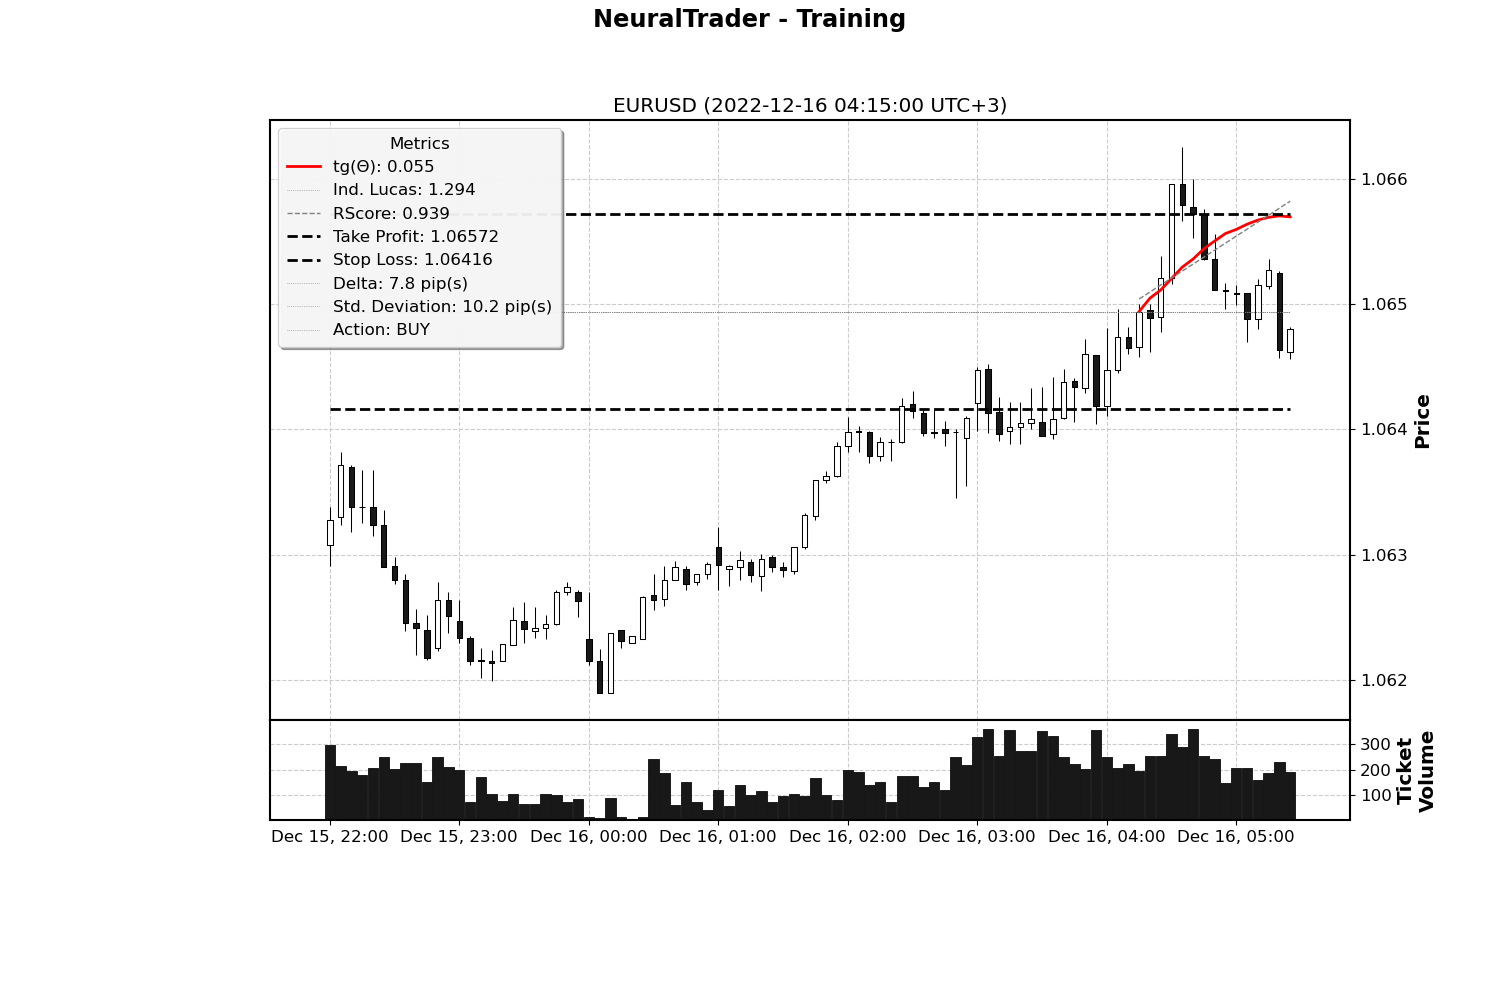 NeuralTrader - Training
EURUSD (2022-12-16 04:15:00 UTC+3)
Metrics
tg(Θ): 0.055
Ind. Lucas: 1.294
RScore: 0.939
Take Profit: 1.06572
Stop Loss: 1.06416
Delta: 7.8 pip(s)
Std. Deviation: 10.2 pip(s)
Action: BUY
1.066
1.065
1.064
1.063
1.062
Price
300
200
100
Ticket
Volume
Dec 15, 22:00 Dec 15, 23:00 Dec 16, 00:00 Dec 16, 01:00 Dec 16, 02:00 Dec 16, 03:00 Dec 16, 04:00 Dec 16, 05:00